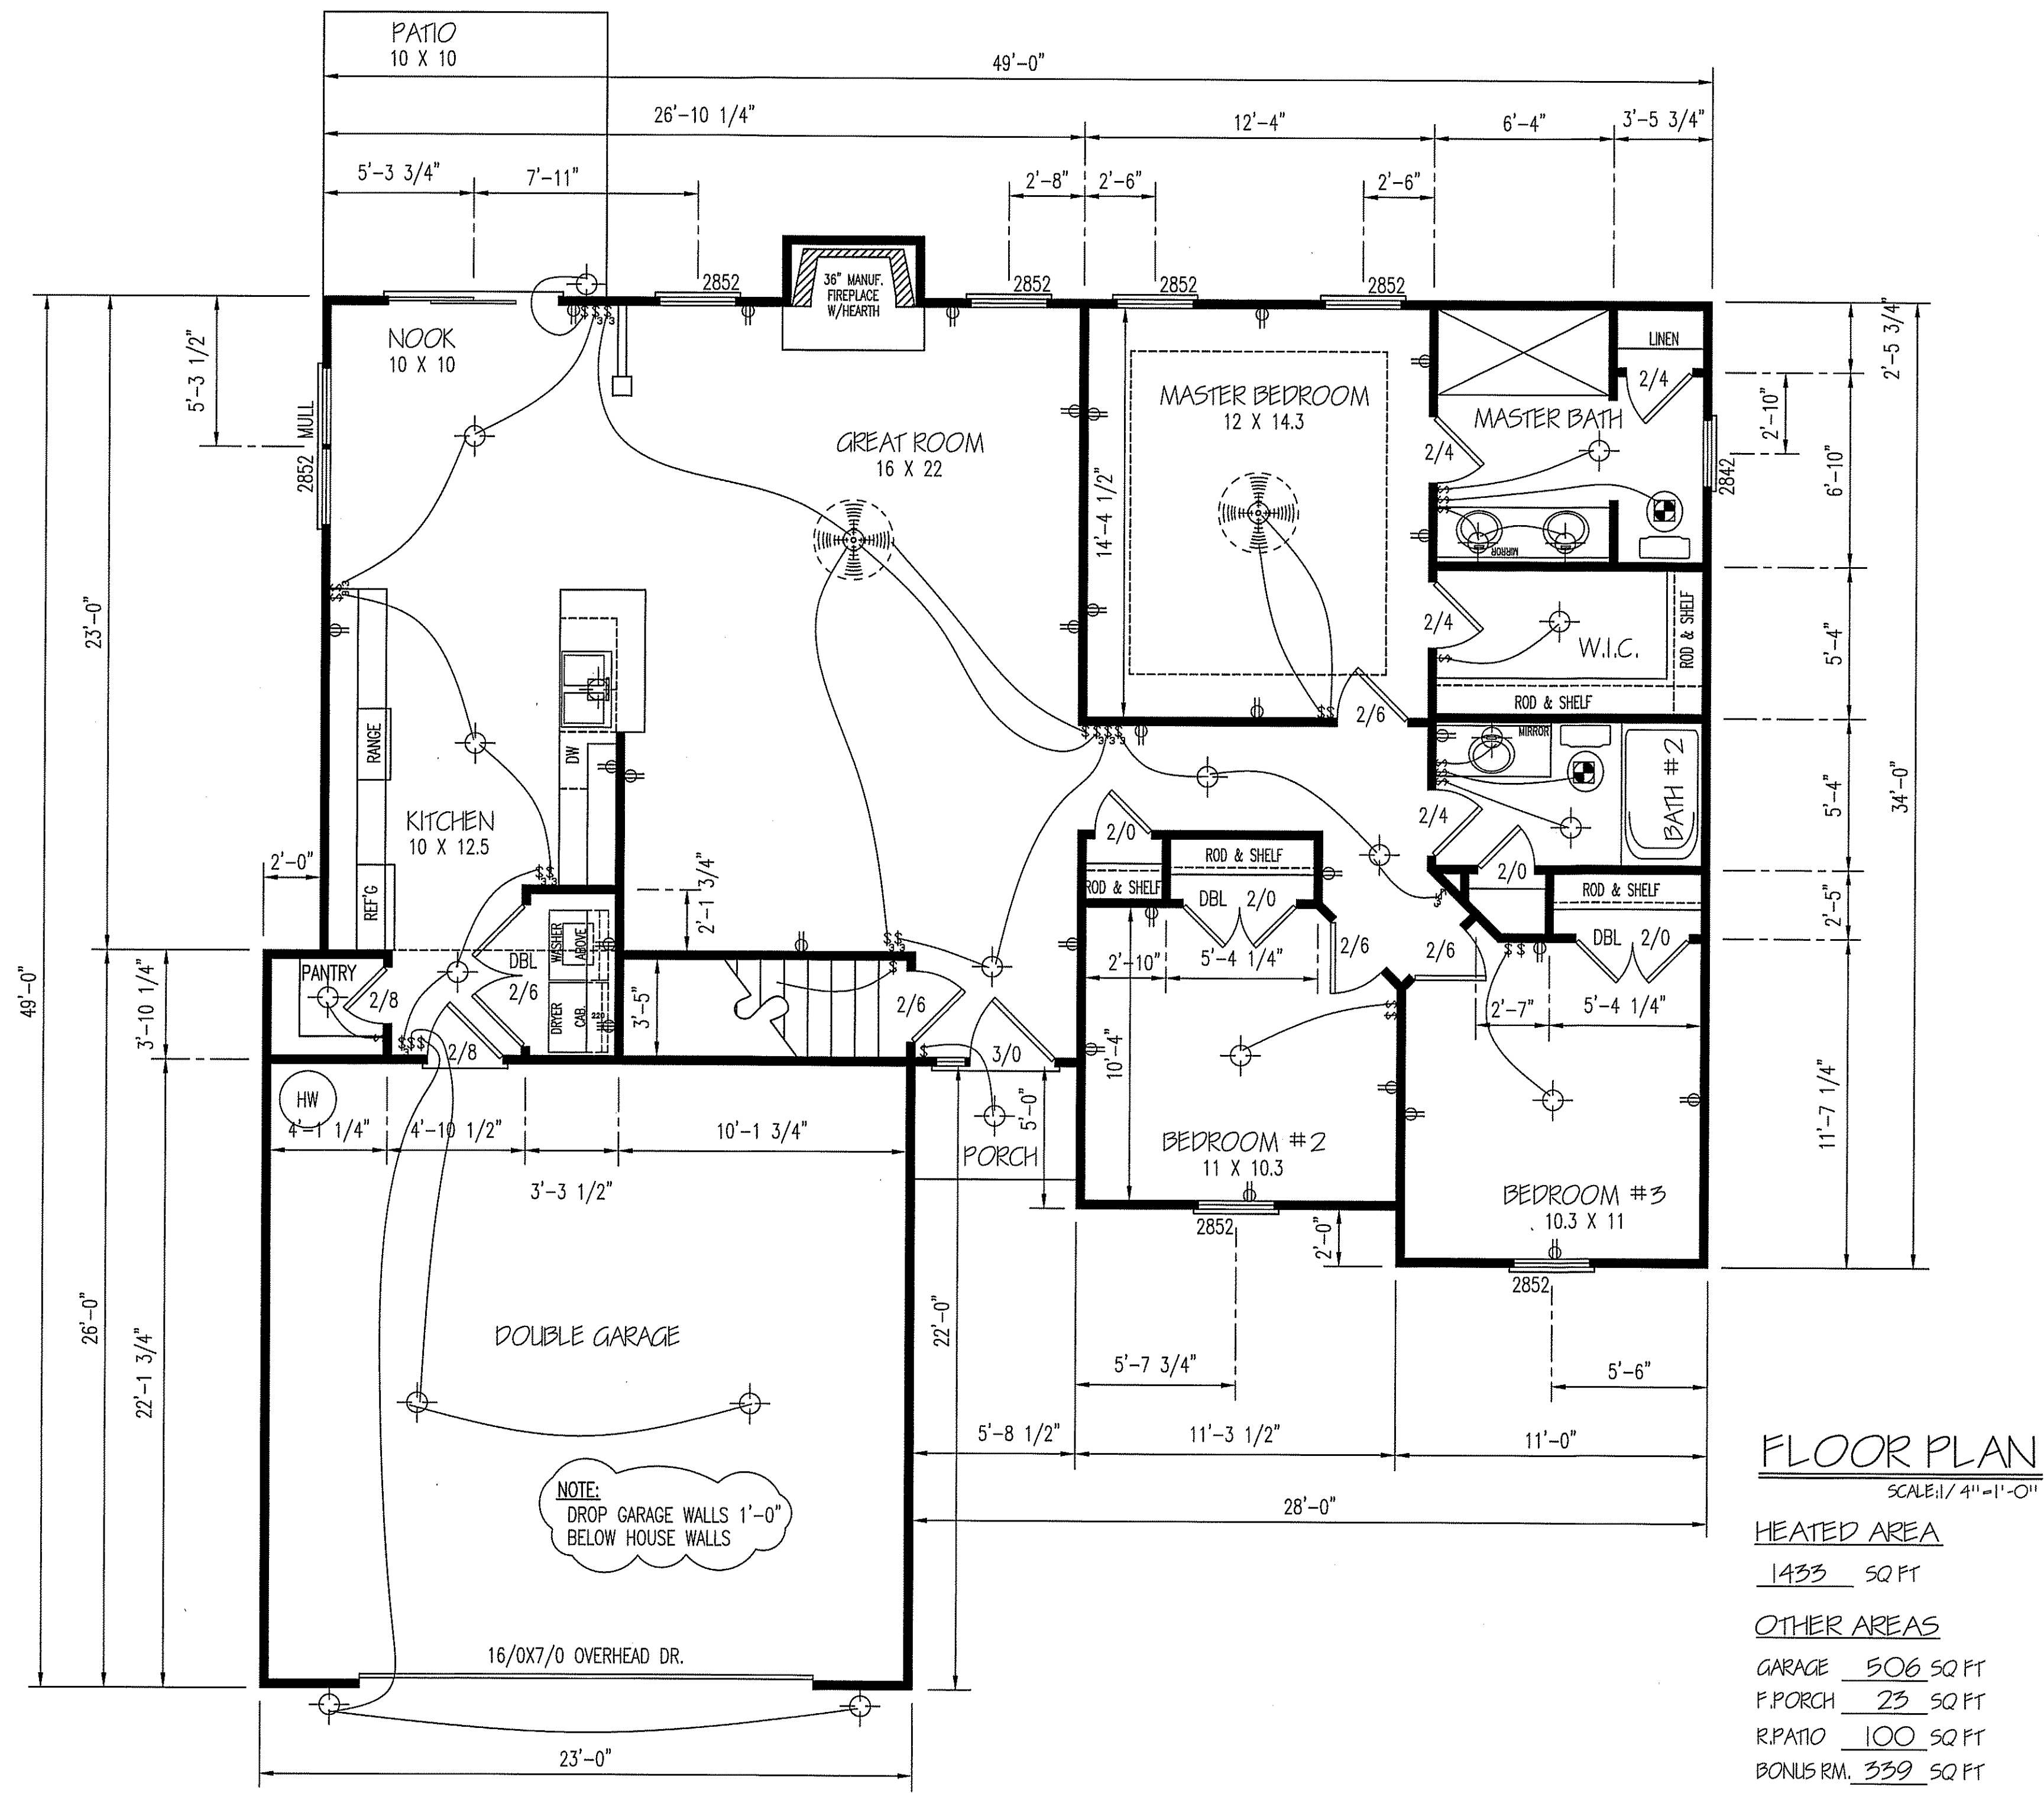 PATIO
10 X 10
49'-0"
26'-10 1/4"
12'-4"
6'-4"
3'-5 3/4"
5'-3 3/4"
7'-11"
2'-8"
2'-6"
2'-6"
2852
36" MANUF.
FIREPLACE
W/HEARTH
2852
2852
2852
NOOK
10 X 10
5'-3 1/2"
2852 MULL
GREAT ROOM
16 X 22
MASTER BEDROOM
12 X 14.3
14'-4 1/2"
LINEN
2/4
MASTER BATH
2/4
MIRROR
2842
2'-5 3/4"
2'-10"
6'-10"
23'-0"
2/4
W.I.C.
ROD & SHELF
ROD & SHELF
5'-4"
2/6
RANGE
DW
KITCHEN
10 X 12.5
REF'G
2'-0"
MIRROR
BATH #2
2/4
5'-4"
34'-0"
2/0
ROD & SHELF
ROD & SHELF
DBL 2/0
2/0
ROD & SHELF
DBL 2/0
2'-5"
2'-1 3/4"
2/6
2/6
2'-10"
5'-4 1/4"
2'-7"
5'-4 1/4"
49'-0"
3'-10 1/4"
PANTRY
2/8
DBL
2/6
WASHER
ABOVE
DRYER
CAB.
220
3'-5"
2/6
2/8
3/0
HW
4'-1 1/4"
4'-10 1/2"
10'-1 3/4"
3'-3 1/2"
PORCH
5'-0"
10'-4"
BEDROOM #2
11 X 10.3
2852
2'-0"
BEDROOM #3
10.3 X 11
2852
11'-7 1/4"
26'-0"
22'-1 3/4"
DOUBLE GARAGE
22'-0"
5'-7 3/4"
5'-6"
5'-8 1/2"
11'-3 1/2"
11'-0"
28'-0"
NOTE:
DROP GARAGE WALLS 1'-0"
BELOW HOUSE WALLS
16/0X7/0 OVERHEAD DR.
23'-0"
FLOOR PLAN
SCALE:1/4"=1'-0"
HEATED AREA
1433 SQ FT
OTHER AREAS
GARAGE 506 SQ FT
F.PORCH 23 SQ FT
R.PATIO 100 SQ FT
BONUS RM. 339 SQ FT